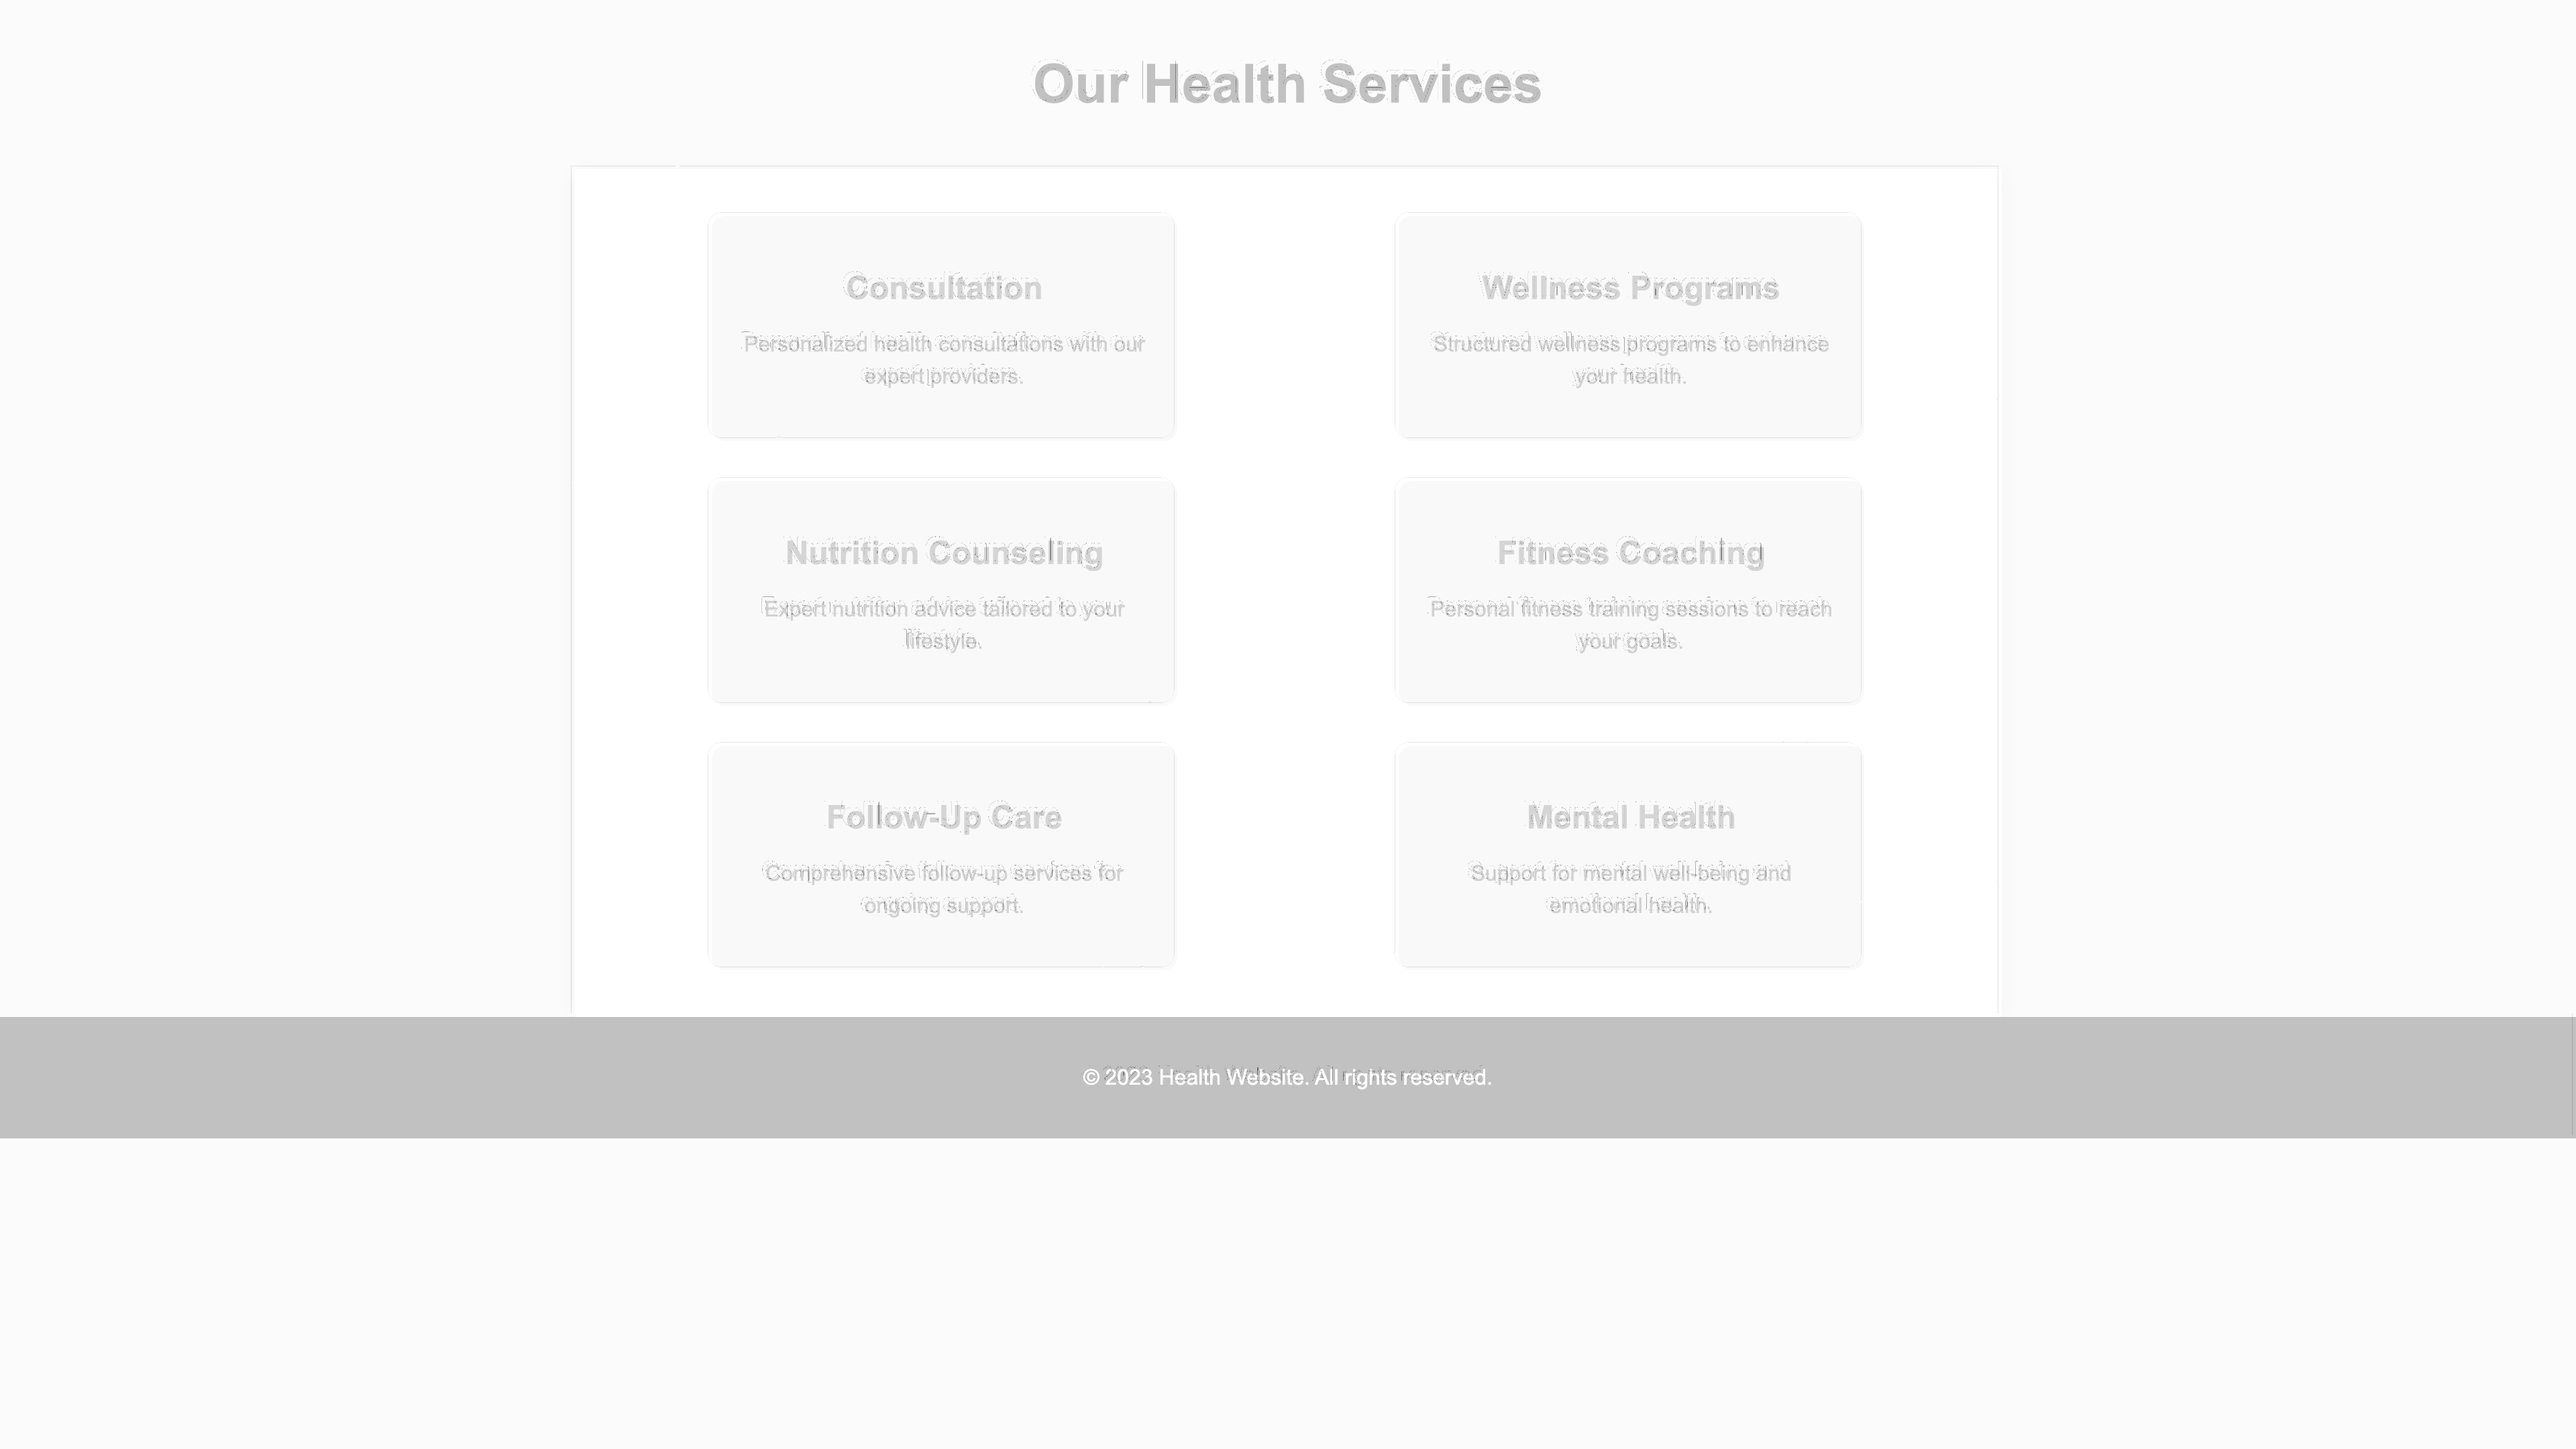 Our Health Services
Consultation
Personalized health consultations with our
expert providers.
Wellness Programs
Structured wellness programs to enhance
your health.
Nutrition Counseling
Expert nutrition advice tailored to your
lifestyle.
Fitness Coaching
Personal fitness training sessions to reach
your goals.
Follow-Up Care
Comprehensive follow-up services for
ongoing support.
Mental Health
Support for mental well-being and
emotional health.
© 2023 Health Website. All rights reserved.